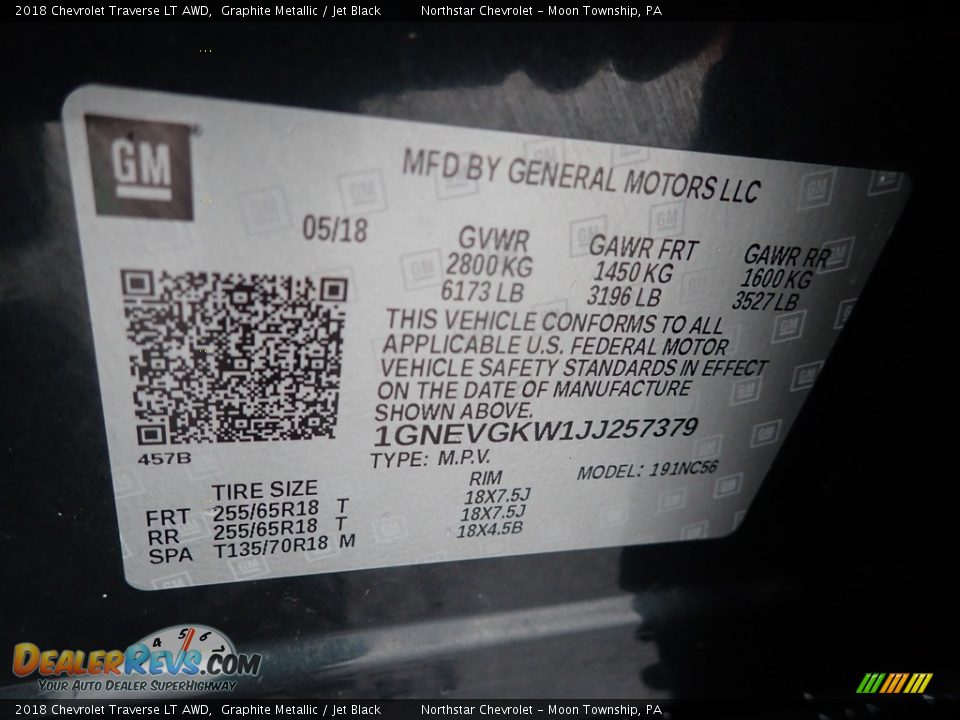 2018 Chevrolet Traverse LT AWD, Graphite Metallic / Jet Black Northstar Chevrolet - Moon Township, PA
GM
MFD BY GENERAL MOTORS LLC
05/18
GVWR GAWR FRT GAWR RR
2800 KG 1450 KG 1600 KG
6173 LB 3196 LB 3527 LB
THIS VEHICLE CONFORMS TO ALL
APPLICABLE U.S. FEDERAL MOTOR
VEHICLE SAFETY STANDARDS IN EFFECT
ON THE DATE OF MANUFACTURE
SHOWN ABOVE.
1GNEVGKW1JJ257379
457B
TYPE: M.P.V. MODEL: 191NC56
TIRE SIZE RIM
FRT 255/65R18 T 18X7.5J
RR 255/65R18 T 18X7.5J
SPA T135/70R18 M 18X4.5B
4 5 6
DEALERREVS.COM
YOUR AUTO DEALER SUPERHIGHWAY
2018 Chevrolet Traverse LT AWD, Graphite Metallic / Jet Black Northstar Chevrolet - Moon Township, PA